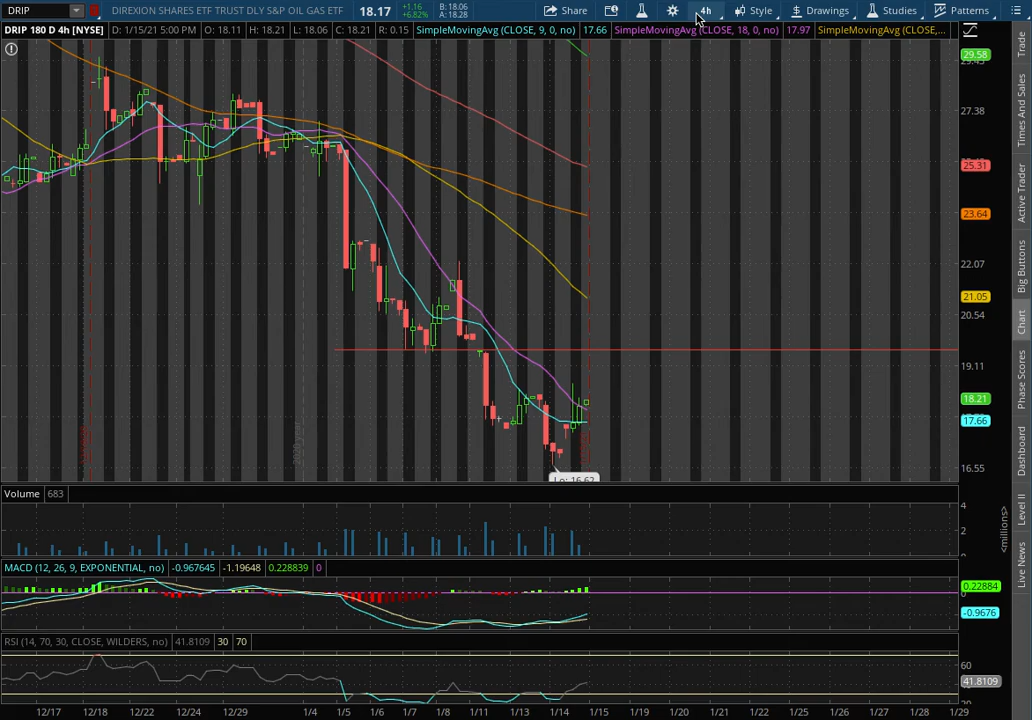 DRIP
DIREXION SHARES ETF TRUST DLY S&P OIL GAS ETF
18.17
+1.16
+6.82%
B: 18.06
A: 18.28
Share
4h
Style
Drawings
Studies
Patterns
DRIP 180 D 4h [NYSE]
D: 1/15/21 5:00 PM
O: 18.11
H: 18.21
L: 18.06
C: 18.21
R: 0.15
SimpleMovingAvg (CLOSE, 9, 0, no)
17.66
SimpleMovingAvg (CLOSE, 18, 0, no)
17.97
SimpleMovingAvg (CLOSE,...
29.58
27.38
25.31
23.64
22.07
21.05
20.54
19.11
18.21
17.66
16.55
Lo: 16.62
Volume
683
4
2
0
<millions>
MACD (12, 26, 9, EXPONENTIAL, no)
-0.967645
-1.19648
0.228839
0
0.22884
-0.9676
RSI (14, 70, 30, CLOSE, WILDERS, no)
41.8109
30
70
60
41.8109
12/17
12/18
12/22
12/24
12/29
1/4
1/5
1/6
1/7
1/11
1/13
1/14
1/15
1/19
1/20
1/21
1/22
1/25
1/26
1/27
1/28
1/29
Trade
Times And Sales
Active Trader
Big Buttons
Chart
Phase Scores
Dashboard
Level II
Live News